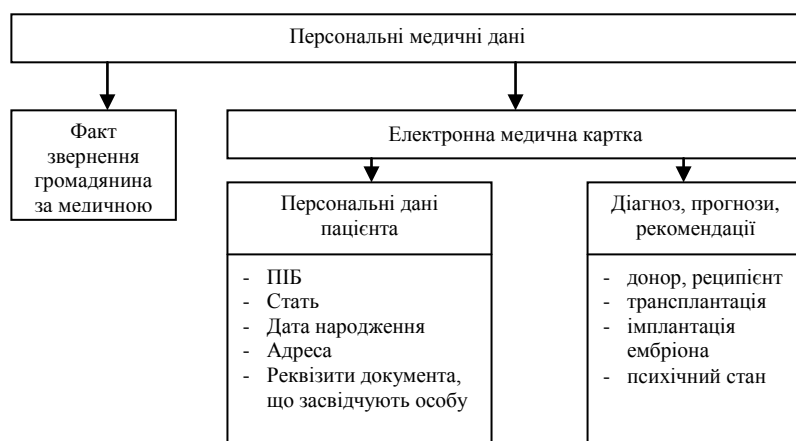 Персональні медичні дані
Факт
звернення
громадянина
за медичною
Електронна медична картка
Персональні дані
пацієнта
- ПІБ
- Стать
- Дата народження
- Адреса
- Реквізити документа,
що засвідчують особу
Діагноз, прогнози,
рекомендації
- донор, реципієнт
- трансплантація
- імплантація
ембріона
- психічний стан